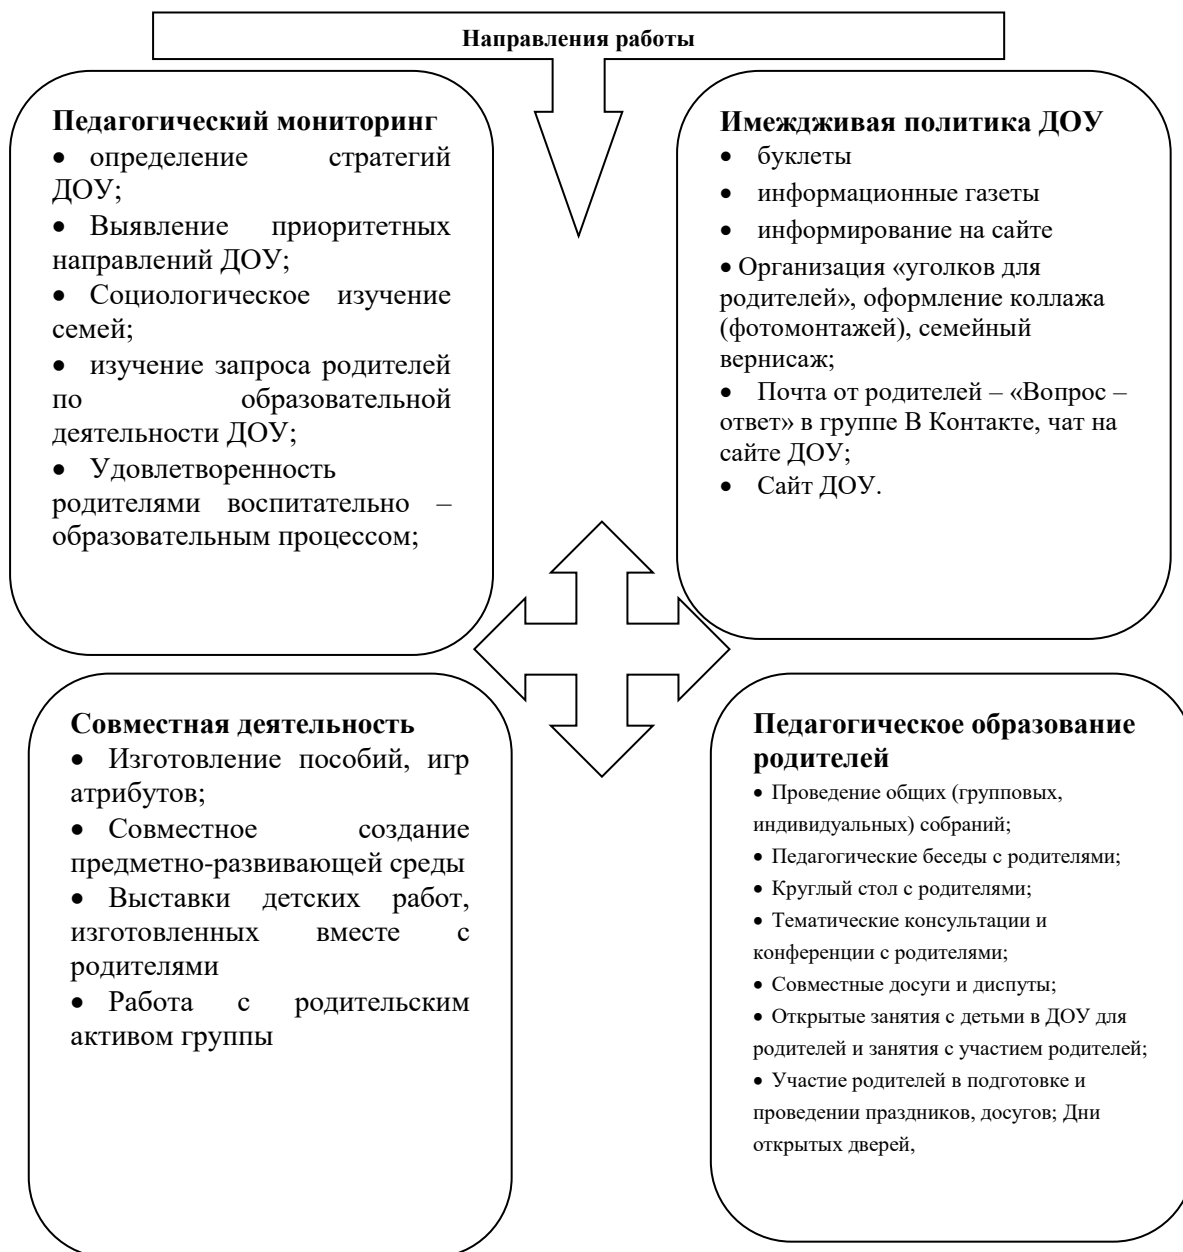 Направления работы
Педагогический мониторинг
• определение стратегий
ДОУ;
• Выявление приоритетных
направлений ДОУ;
• Социологическое изучение
семей;
• изучение запроса родителей
по образовательной
деятельности ДОУ;
• Удовлетворенность
родителями воспитательно –
образовательным процессом;
Имеждживая политика ДОУ
• буклеты
• информационные газеты
• информирование на сайте
• Организация «уголков для
родителей», оформление коллажа
(фотомонтажей), семейный
вернисаж;
• Почта от родителей – «Вопрос –
ответ» в группе В Контакте, чат на
сайте ДОУ;
• Сайт ДОУ.
Совместная деятельность
• Изготовление пособий, игр
атрибутов;
• Совместное создание
предметно-развивающей среды
• Выставки детских работ,
изготовленных вместе с
родителями
• Работа с родительским
активом группы
Педагогическое образование
родителей
• Проведение общих (групповых,
индивидуальных) собраний;
• Педагогические беседы с родителями;
• Круглый стол с родителями;
• Тематические консультации и
конференции с родителями;
• Совместные досуги и диспуты;
• Открытые занятия с детьми в ДОУ для
родителей и занятия с участием родителей;
• Участие родителей в подготовке и
проведении праздников, досугов; Дни
открытых дверей,